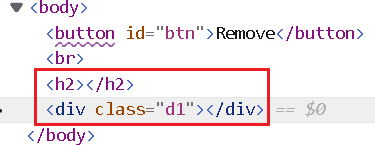 ▼<body>
<button id="btn">Remove</button>
<br>
<h2></h2>
<div class="d1"></div> == $0
</body>